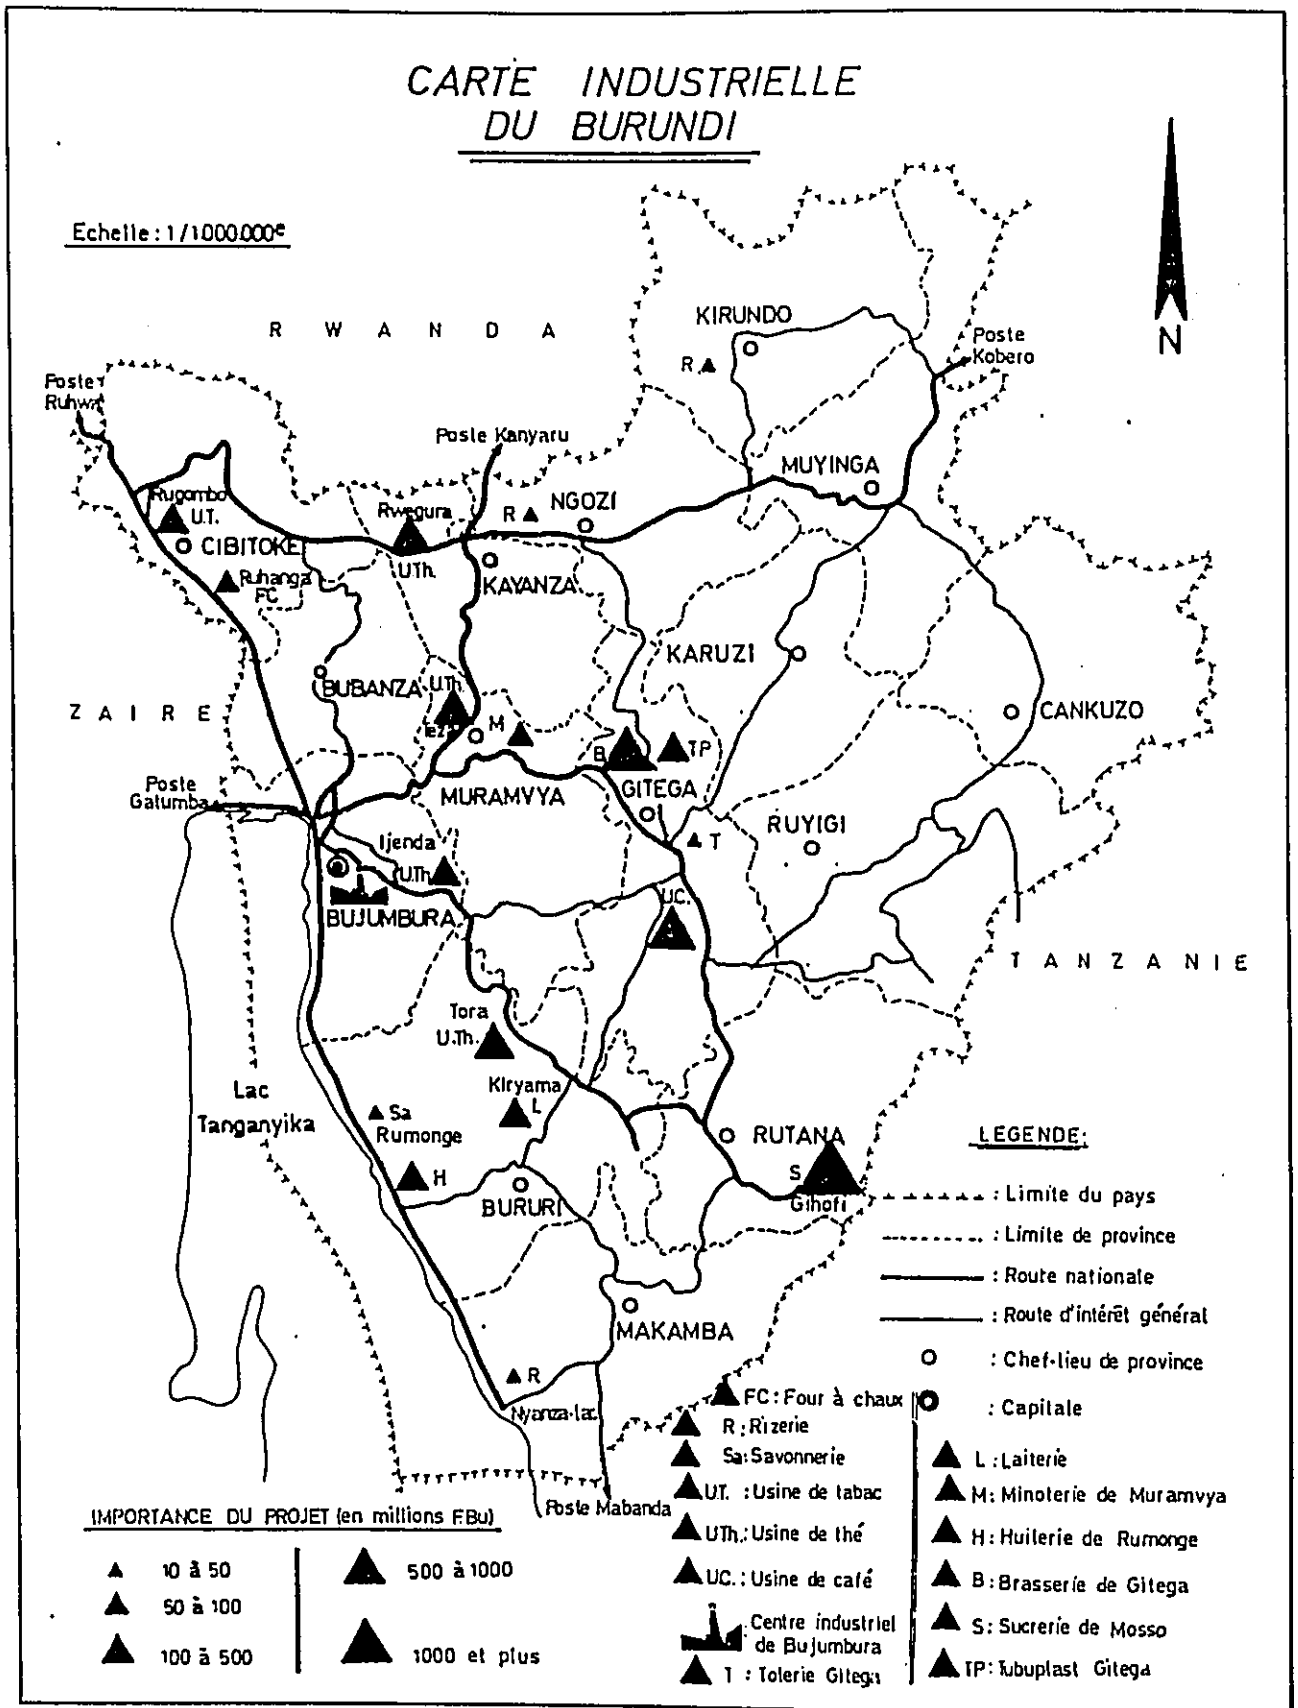 CARTE INDUSTRIELLE
DU BURUNDI
Echelle: 1/1.000.000e
N
RWANDA
KIRUNDO
R
Poste
Kobero
Poste
Ruhwa
Poste Kanyaru
MUYINGA
Rugombo
U.T.
Rwegura
R
NGOZI
CIBITOKE
UTh.
KAYANZA
Ruhanga
FC
KARUZI
BUBANZA
U.Th.
ZAIRE
CANKUZO
Teza
M
B
TP
Poste
Gatumba
MURAMVYA
GITEGA
RUYIGI
Ijenda
U.Th
T
UC.
BUJUMBURA
TANZANIE
Tora
U.Th.
Lac
Tanganyika
Kiryama
L
Sa
Rumonge
RUTANA
H
S
Gihofi
BURURI
MAKAMBA
R
Nyanza-lac
Poste Mabanda
LEGENDE:
: Limite du pays
: Limite de province
: Route nationale
: Route d'intérêt général
: Chef-lieu de province
: Capitale
FC: Four à chaux
R: Rizerie
Sa: Savonnerie
UT. : Usine de tabac
UTh.: Usine de thé
UC.: Usine de café
: Centre industriel
de Bujumbura
T : Tolerie Gitega
L : Laiterie
M: Minoterie de Muramvya
H: Huilerie de Rumonge
B: Brasserie de Gitega
S: Sucrerie de Mosso
TP: Tubuplast Gitega
IMPORTANCE DU PROJET (en millions FBu)
10 à 50
50 à 100
100 à 500
500 à 1000
1000 et plus